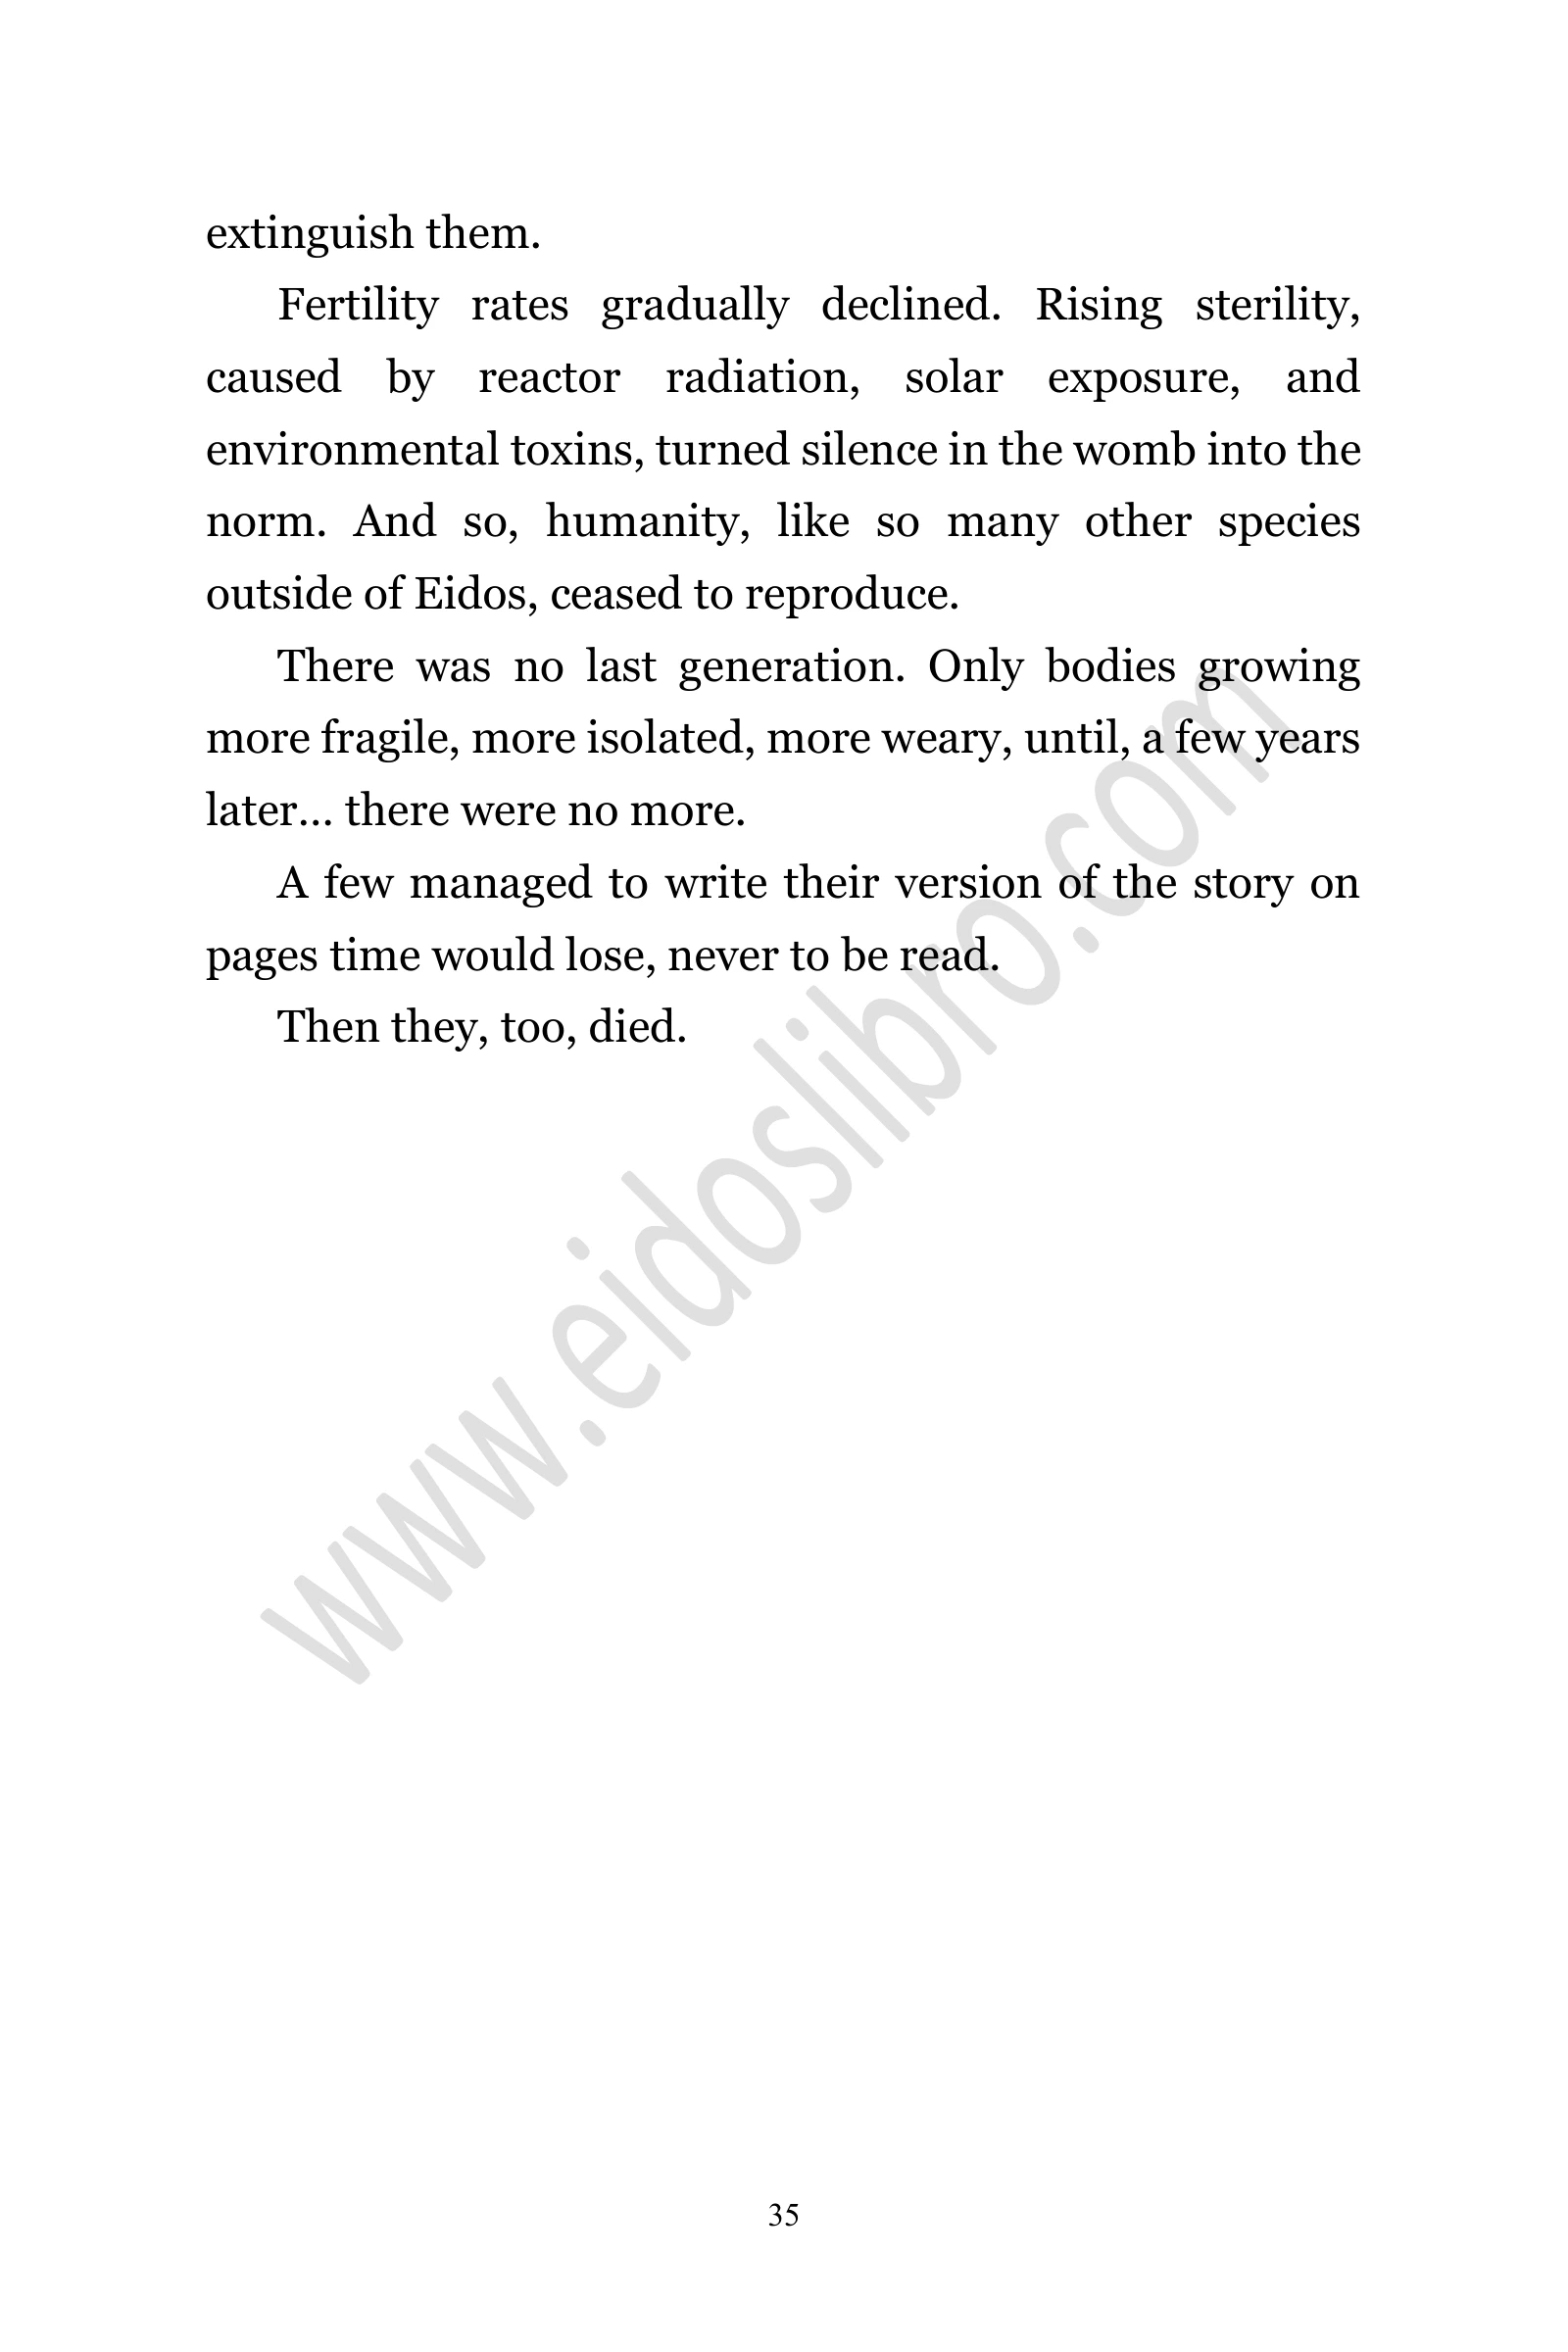 extinguish them.
Fertility rates gradually declined. Rising sterility,
caused by reactor radiation, solar exposure, and
environmental toxins, turned silence in the womb into the
norm. And so, humanity, like so many other species
outside of Eidos, ceased to reproduce.
There was no last generation. Only bodies growing
more fragile, more isolated, more weary, until, a few years
later… there were no more.
A few managed to write their version of the story on
pages time would lose, never to be read.
Then they, too, died.
www.eidoslibro.com
35